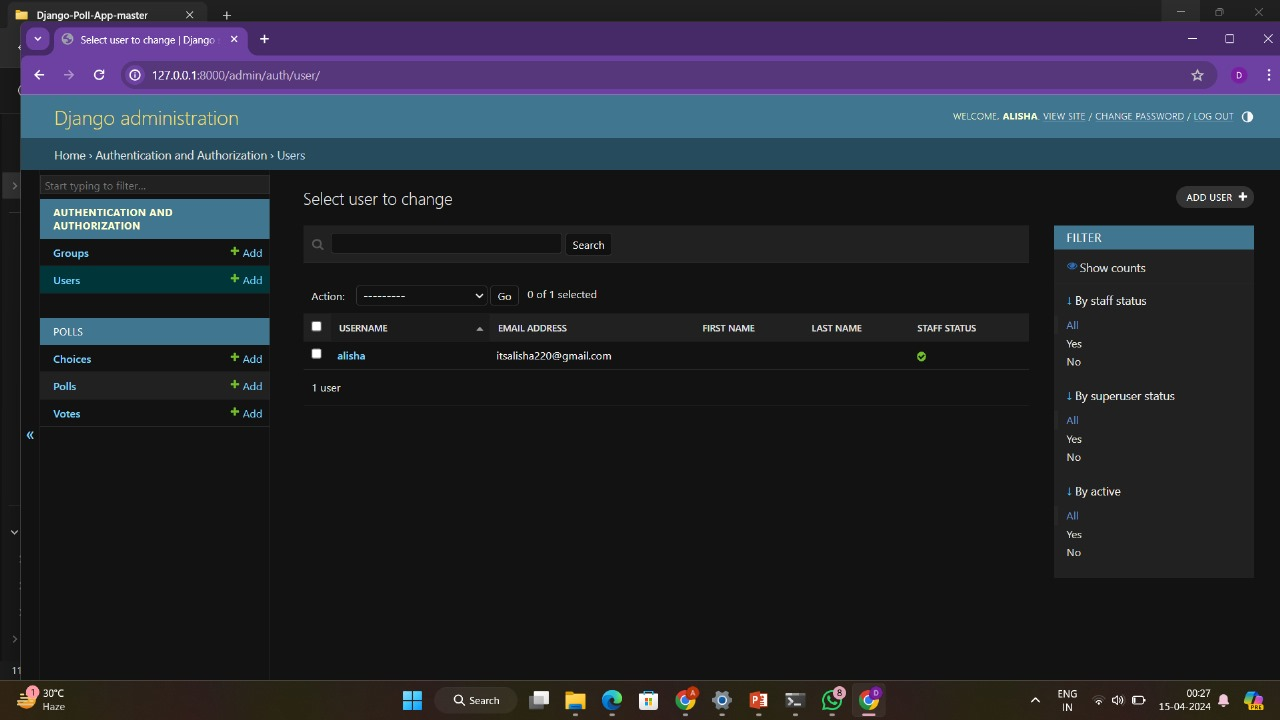 Django-Poll-App-master
Select user to change | Django
127.0.0.1:8000/admin/auth/user/
D
Django administration
WELCOME, ALISHA. VIEW SITE / CHANGE PASSWORD / LOG OUT
Home › Authentication and Authorization › Users
Start typing to filter...
AUTHENTICATION AND
AUTHORIZATION
Groups + Add
Users + Add
POLLS
Choices + Add
Polls + Add
Votes + Add
«
Select user to change
ADD USER +
Search
Action: --------- Go 0 of 1 selected
USERNAME EMAIL ADDRESS FIRST NAME LAST NAME STAFF STATUS
alisha itsalisha220@gmail.com
1 user
FILTER
Show counts
↓ By staff status
All
Yes
No
↓ By superuser status
All
Yes
No
↓ By active
All
Yes
No
11
1
30°C
Haze
Search
A
8
D
ENG
IN
00:27
15-04-2024
PRE